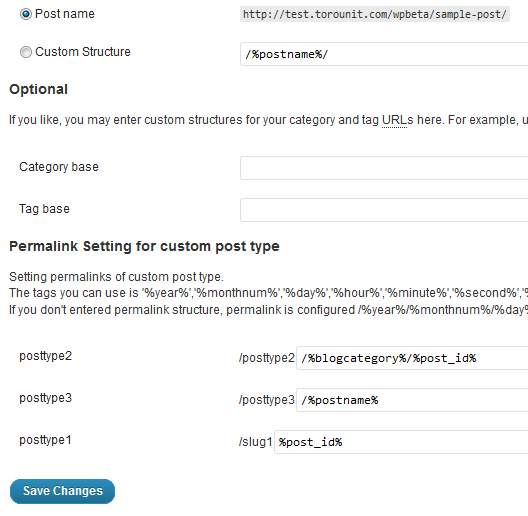 Post name http://test.torounit.com/wpbeta/sample-post/
Custom Structure /%postname%/
Optional
If you like, you may enter custom structures for your category and tag URLs here. For example, u
Category base
Tag base
Permalink Setting for custom post type
Setting permalinks of custom post type.
The tags you can use is '%year%','%monthnum%','%day%','%hour%','%minute%','%second%','%
If you don't entered permalink structure, permalink is configured /%year%/%monthnum%/%day%
posttype2 /posttype2 /%blogcategory%/%post_id%
posttype3 /posttype3 /%postname%
posttype1 /slug1 %post_id%
Save Changes